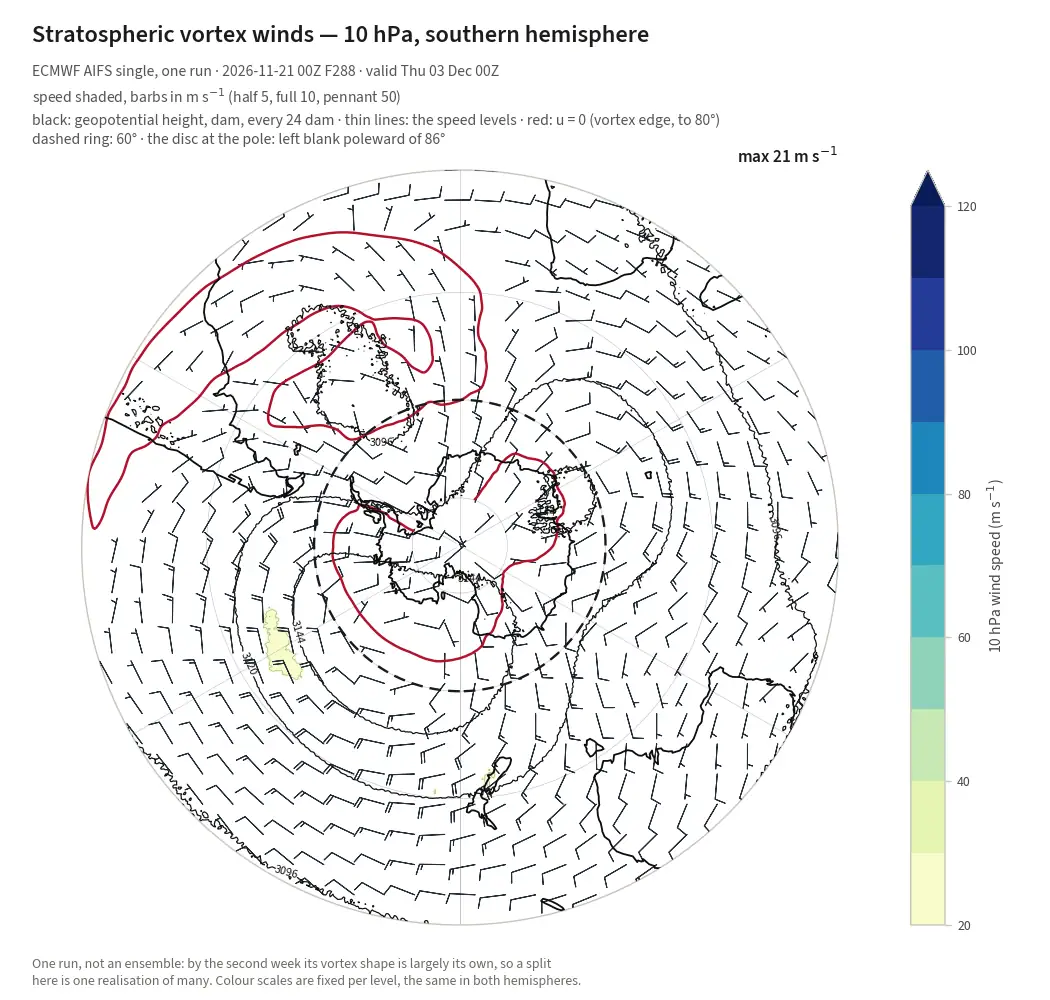 Stratospheric vortex winds — 10 hPa, southern hemisphere
ECMWF AIFS single, one run · 2026-11-21 00Z F288 · valid Thu 03 Dec 00Z
speed shaded, barbs in m s⁻¹ (half 5, full 10, pennant 50)
black: geopotential height, dam, every 24 dam · thin lines: the speed levels · red: u = 0 (vortex edge, to 80°)
dashed ring: 60° · the disc at the pole: left blank poleward of 86°
max 21 m s⁻¹
120
100
80
60
40
20
10 hPa wind speed (m s⁻¹)
3096
3096
3144
3120
3096
One run, not an ensemble: by the second week its vortex shape is largely its own, so a split
here is one realisation of many. Colour scales are fixed per level, the same in both hemispheres.